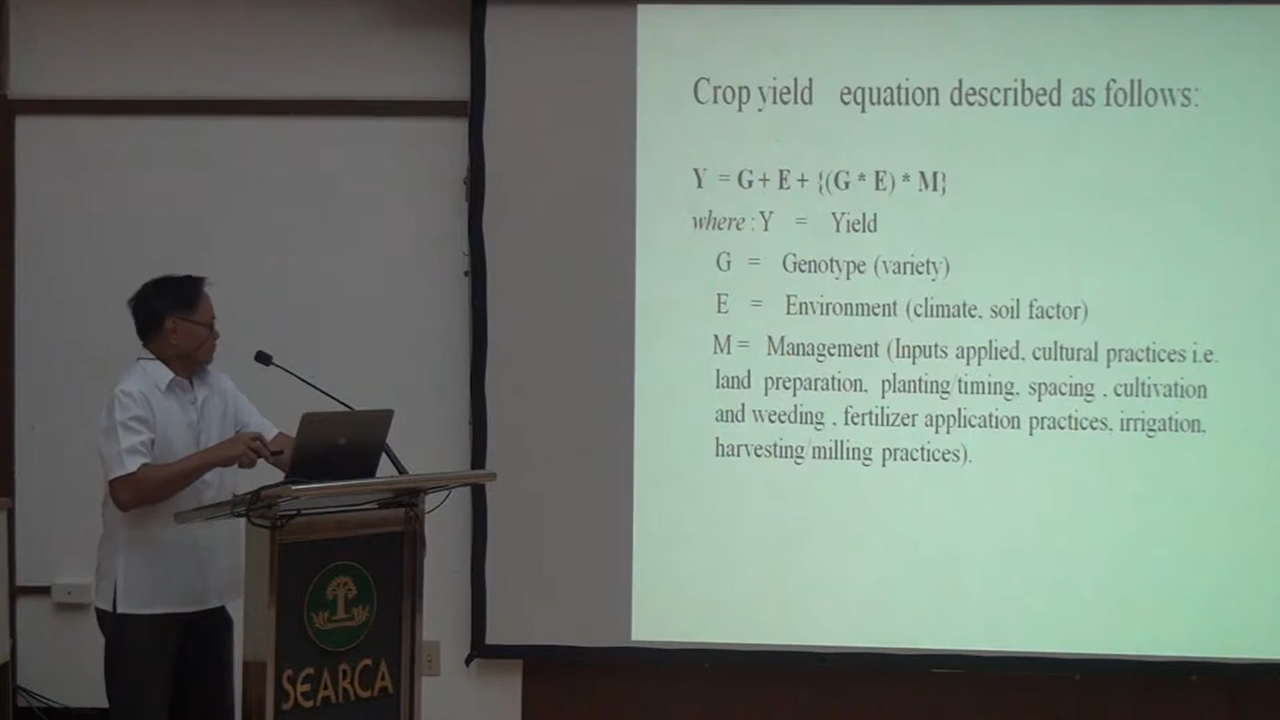 Crop yield equation described as follows:
Y = G + E + {(G * E) * M}
where : Y = Yield
G = Genotype (variety)
E = Environment (climate, soil factor)
M = Management (Inputs applied, cultural practices i.e.
land preparation, planting/timing, spacing , cultivation
and weeding , fertilizer application practices, irrigation,
harvesting/milling practices).
SEARCA